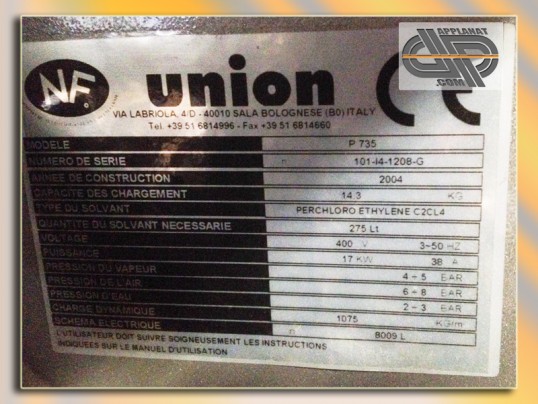 APPLANAT
.COM
NF
union
CE
VIA LABRIOLA, 4/D - 40010 SALA BOLOGNESE (BO) ITALY
Tel. +39 51 6814996 - Fax +39 51 6814660
MODELE P 735
NUMERO DE SERIE n 101-I4-1208-G
ANNEE DE CONSTRUCTION 2004
CAPACITE DES CHARGEMENT 14.3 KG
TYPE DU SOLVANT PERCHLORO ETHYLENE C2CL4
QUANTITE DU SOLVANT NECESSARIE 275 Lt
VOLTAGE 400 V 3~50 HZ
PUISSANCE 17 KW 38 A
PRESSION DU VAPEUR 4 - 5 BAR
PRESSION DE L'AIR 6 - 8 BAR
PRESSION D'EAU 2 - 3 BAR
CHARGE DYNAMIQUE 1075 KG/m
SCHEMA ELECTRIQUE n 8009 L
L'UTILISATEUR DOIT SUIVRE SOIGNEUSEMENT LES INSTRUCTIONS
INDIQUEES SUR LE MANUEL D'UTILISATION